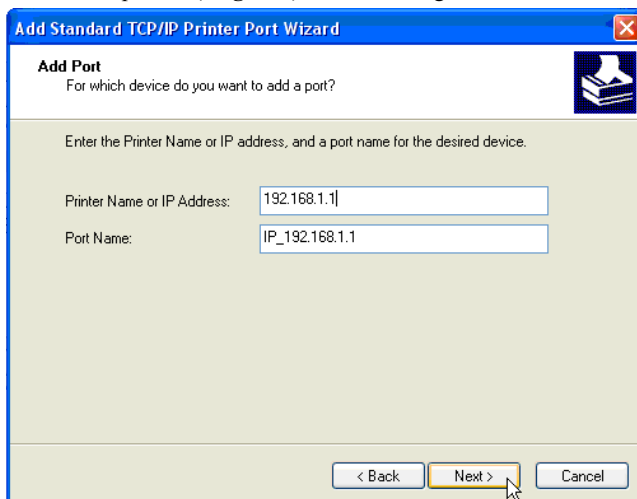 Add Standard TCP/IP Printer Port Wizard
Add Port
For which device do you want to add a port?
Enter the Printer Name or IP address, and a port name for the desired device.
Printer Name or IP Address: 192.168.1.1
Port Name: IP_192.168.1.1
< Back Next > Cancel